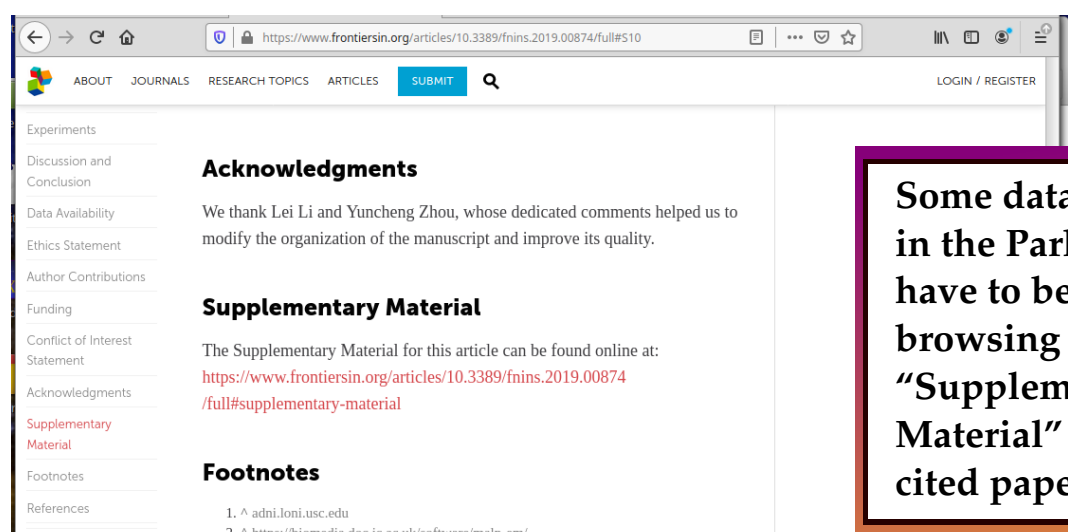 https://www.frontiersin.org/articles/10.3389/fnins.2019.00874/full#S10
ABOUT JOURNALS RESEARCH TOPICS ARTICLES SUBMIT LOGIN / REGISTER
Experiments
Discussion and
Conclusion
Data Availability
Ethics Statement
Author Contributions
Funding
Conflict of Interest
Statement
Acknowledgments
Supplementary
Material
Footnotes
References
Acknowledgments
We thank Lei Li and Yuncheng Zhou, whose dedicated comments helped us to
modify the organization of the manuscript and improve its quality.
Supplementary Material
The Supplementary Material for this article can be found online at:
https://www.frontiersin.org/articles/10.3389/fnins.2019.00874
/full#supplementary-material
Footnotes
1. ^ adni.loni.usc.edu
Some data
in the
have to be
browsing
“Supplem
Material”
cited pape